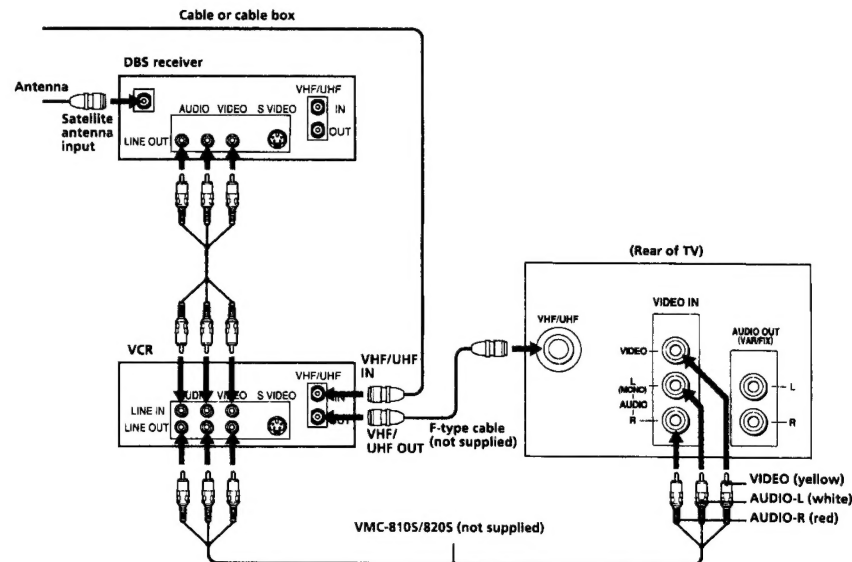 Cable or cable box
DBS receiver
Antenna
Satellite
antenna
input
VHF/UHF
AUDIO VIDEO S VIDEO
IN
OUT
LINE OUT
(Rear of TV)
VHF/UHF
VIDEO IN
VIDEO
L
(MONO)
AUDIO
R
AUDIO OUT
(VAR/FIX)
L
R
VCR
VHF/UHF
IN
VHF/UHF
IN
AUDIO VIDEO S VIDEO
LINE IN
LINE OUT
OUT
VHF/
UHF OUT
F-type cable
(not supplied)
VIDEO (yellow)
AUDIO-L (white)
AUDIO-R (red)
VMC-810S/820S (not supplied)